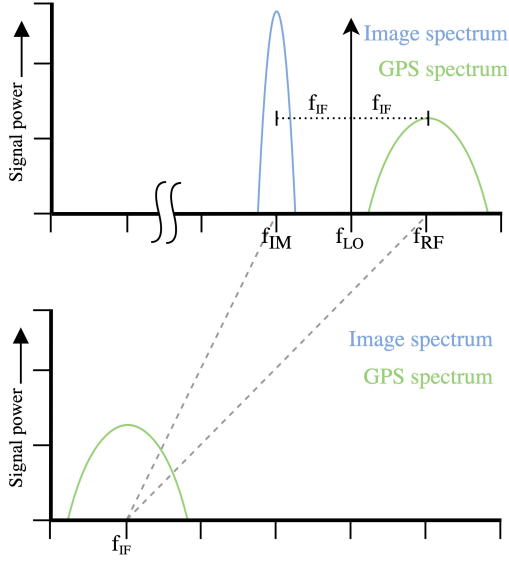 Signal power
Image spectrum
GPS spectrum
fIF
fIF
fIM
fLO
fRF
Signal power
Image spectrum
GPS spectrum
fIF